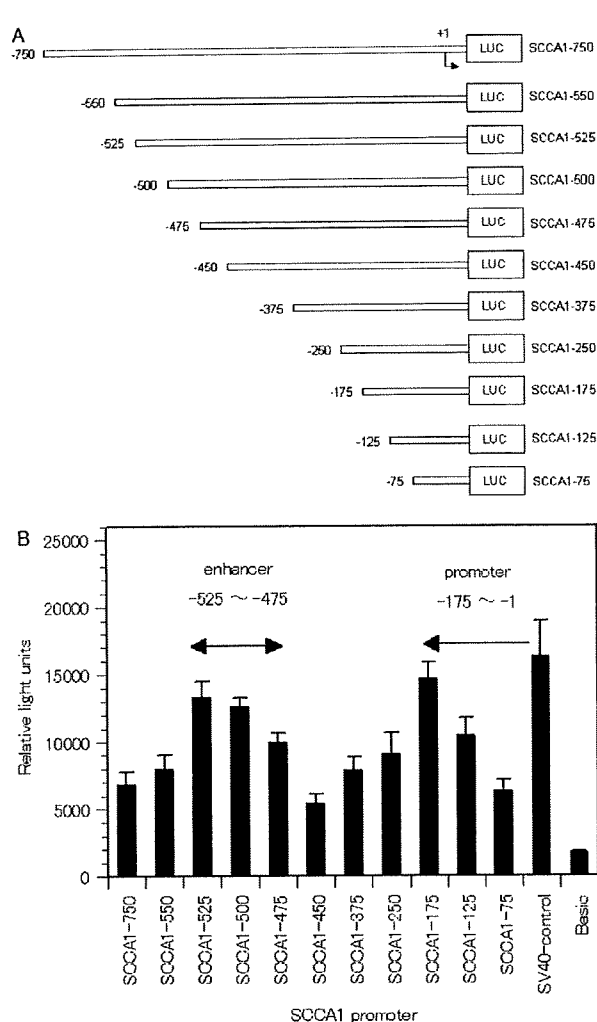 A
+1
-750 LUC SCCA1-750
-550 LUC SCCA1-550
-525 LUC SCCA1-525
-500 LUC SCCA1-500
-475 LUC SCCA1-475
-450 LUC SCCA1-450
-375 LUC SCCA1-375
-250 LUC SCCA1-250
-175 LUC SCCA1-175
-125 LUC SCCA1-125
-75 LUC SCCA1-75
B
25000
20000
15000
10000
5000
0
Relative light units
enhancer
-525 ~ -475
promoter
-175 ~ -1
SCCA1-750
SCCA1-550
SCCA1-525
SCCA1-500
SCCA1-475
SCCA1-450
SCCA1-375
SCCA1-250
SCCA1-175
SCCA1-125
SCCA1-75
SV40-control
Basic
SCCA1 promoter